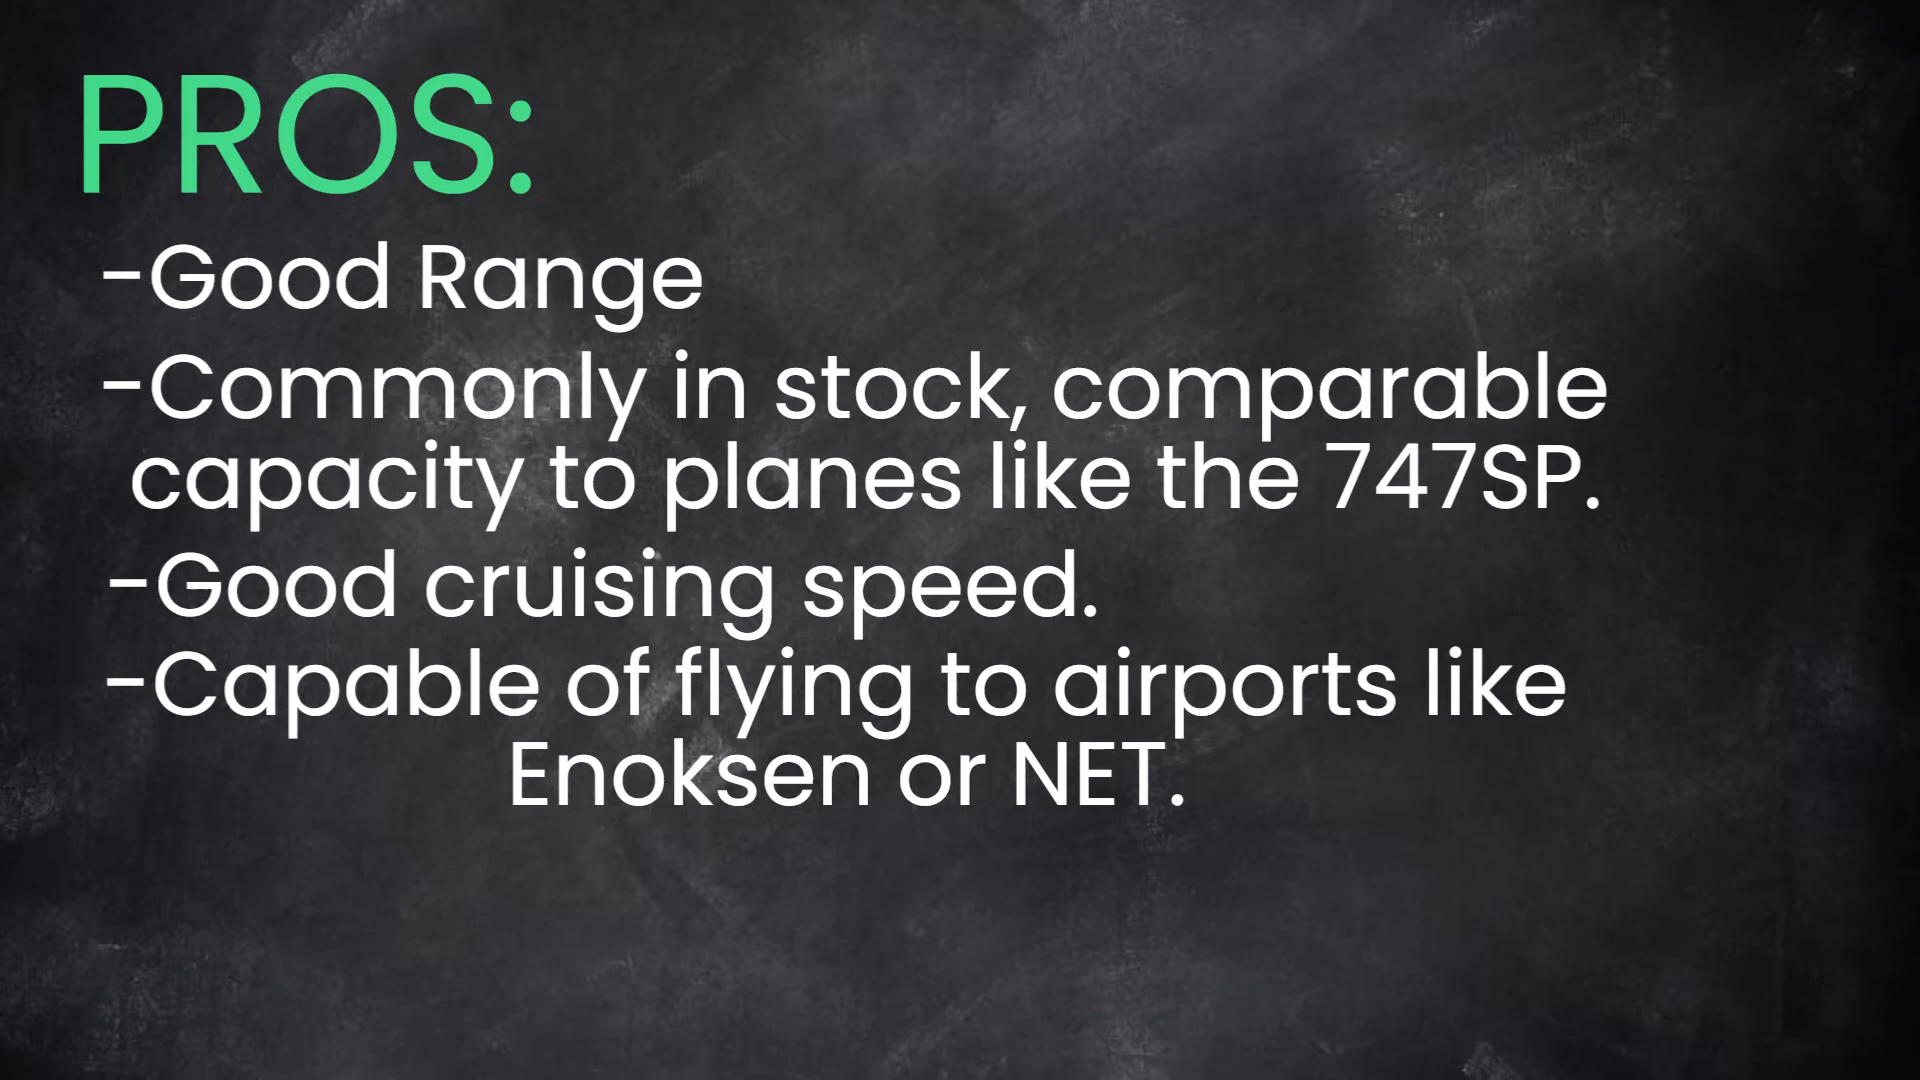 PROS:
-Good Range
-Commonly in stock, comparable
capacity to planes like the 747SP.
-Good cruising speed.
-Capable of flying to airports like
Enoksen or NET.